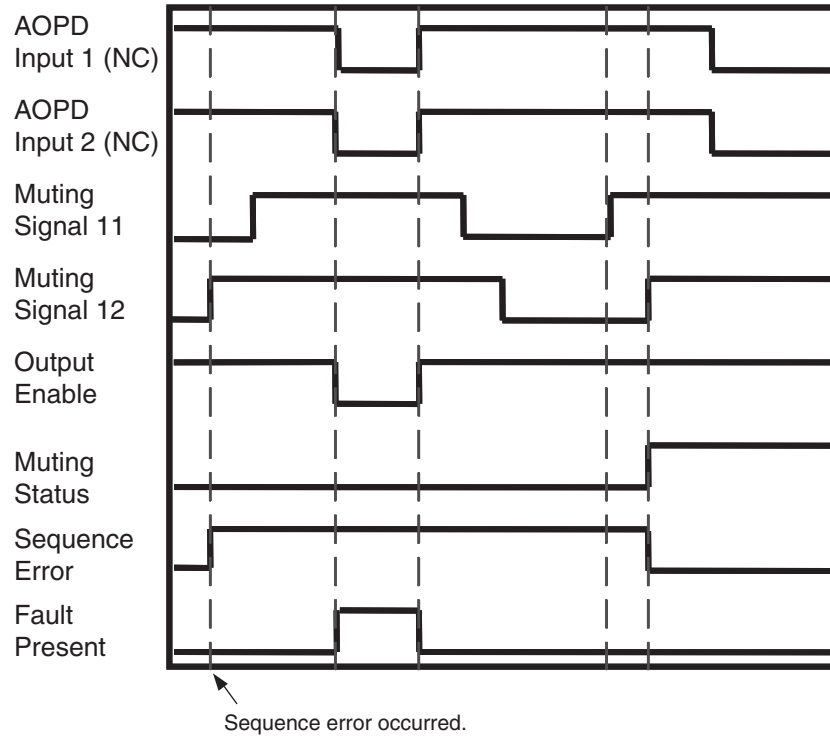 AOPD
Input 1 (NC)
AOPD
Input 2 (NC)
Muting
Signal 11
Muting
Signal 12
Output
Enable
Muting
Status
Sequence
Error
Fault
Present
Sequence error occurred.